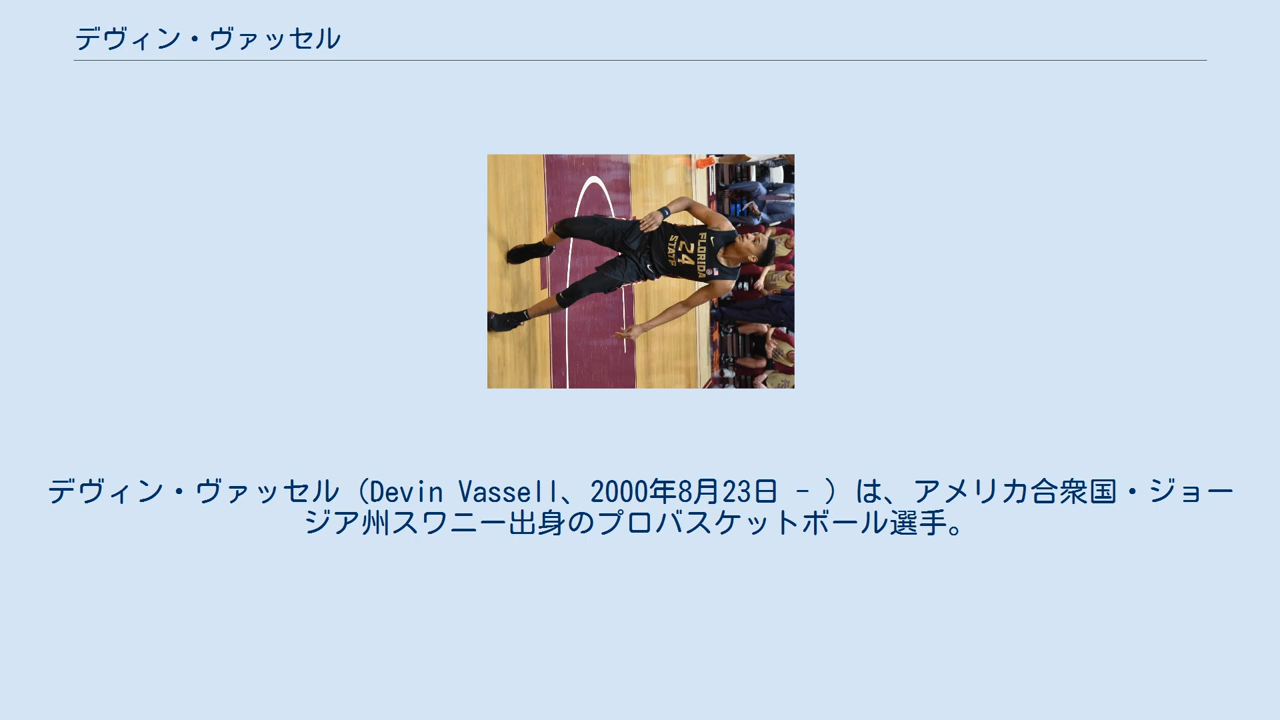 デヴィン・ヴァッセル
FLORIDA
24
STATE
デヴィン・ヴァッセル（Devin Vassell、2000年8月23日 - ）は、アメリカ合衆国・ジョー
ジア州スワニー出身のプロバスケットボール選手。